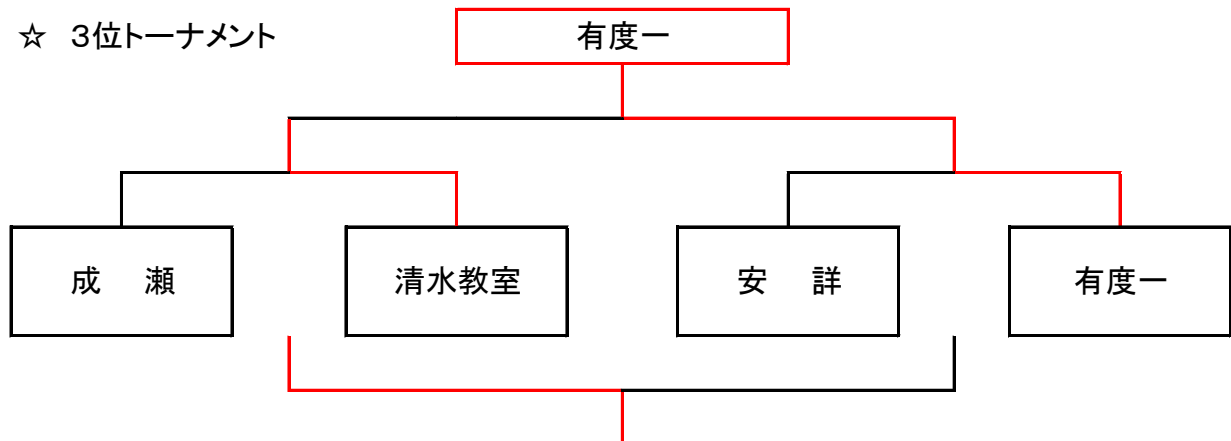 ☆ 3位トーナメント
有度一
成 瀬
清水教室
安 詳
有度一